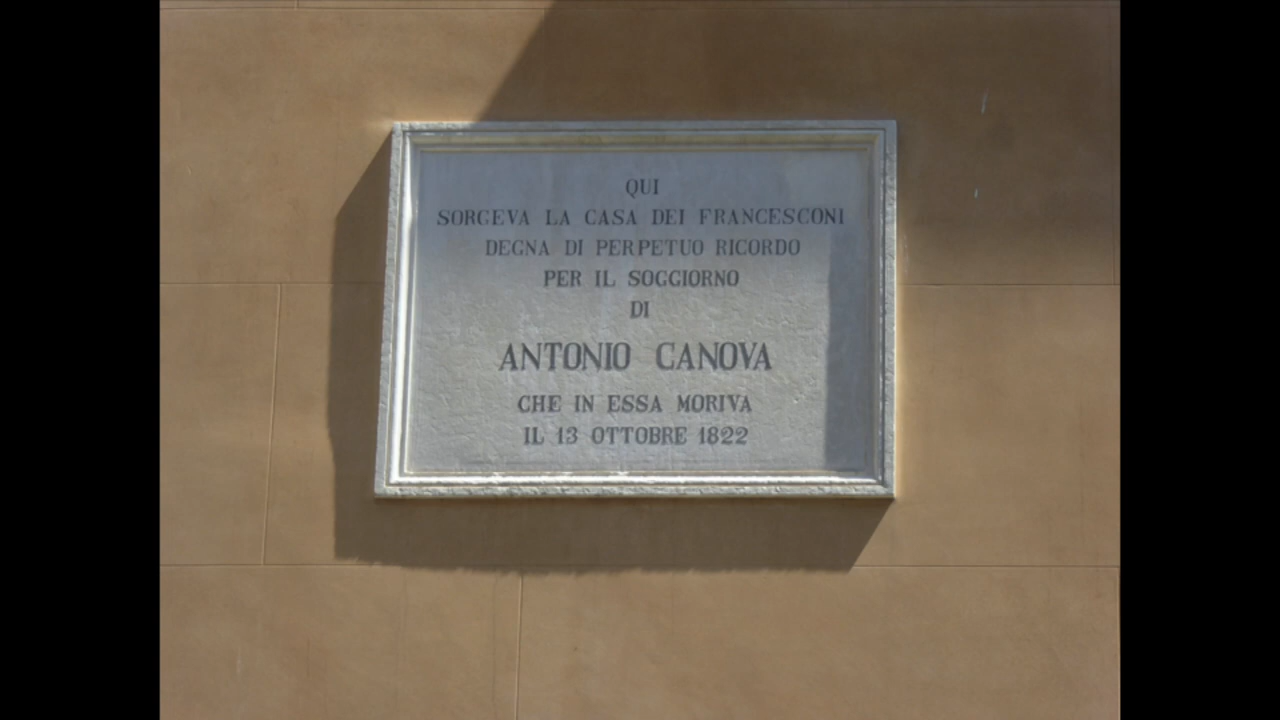 QUI
SORGEVA LA CASA DEI FRANCESCONI
DEGNA DI PERPETUO RICORDO
PER IL SOGGIORNO
DI
ANTONIO CANOVA
CHE IN ESSA MORIVA
IL 13 OTTOBRE 1822